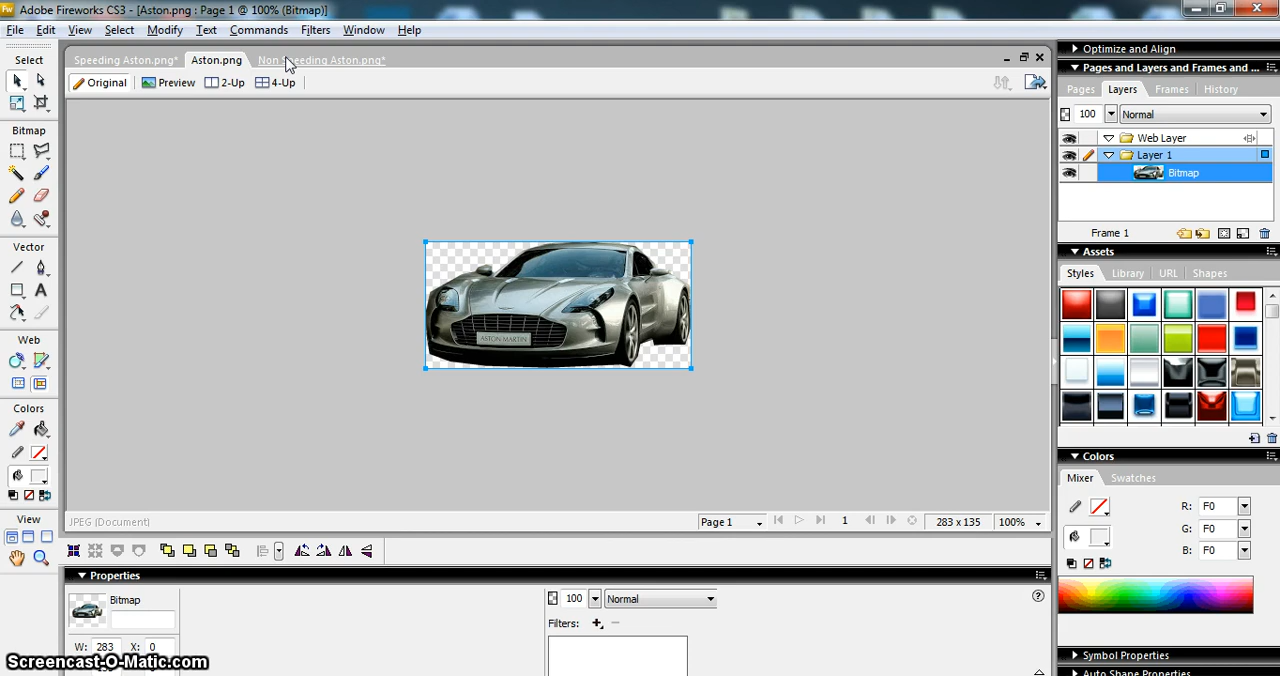 Adobe Fireworks CS3 - [Aston.png : Page 1 @ 100% (Bitmap)]
File Edit View Select Modify Text Commands Filters Window Help
Select
Speeding Aston.png* Aston.png Non Speeding Aston.png*
Original Preview 2-Up 4-Up
Bitmap
Vector
Web
Colors
View
ASTON MARTIN
JPEG (Document) Page 1 1 283 x 135 100%
Properties
Bitmap
100 Normal
Filters:
W: 283 X: 0
Optimize and Align
Pages and Layers and Frames and ...
Pages Layers Frames History
100 Normal
Web Layer
Layer 1
Bitmap
Frame 1
Assets
Styles Library URL Shapes
Colors
Mixer Swatches
R: F0
G: F0
B: F0
Symbol Properties
Auto Shape Properties
Screencast-O-Matic.com